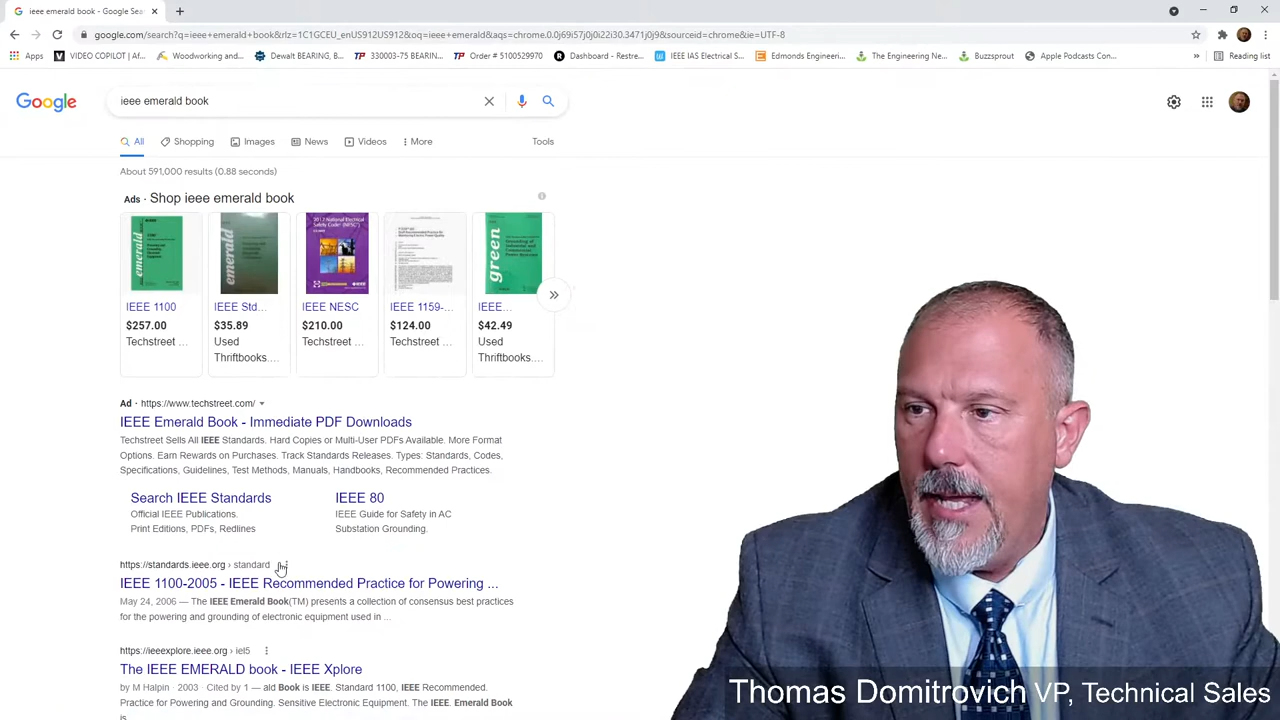 ieee emerald book - Google Sear
google.com/search?q=ieee+emerald+book&rlz=1C1GCEU_enUS912US912&oq=ieee+emerald&aqs=chrome.0.0j69i57j0j0i22i30.3471j0j9&sourceid=chrome&ie=UTF-8
Apps VIDEO COPILOT | Af... Woodworking and... Dewalt BEARING, B... 330003-75 BEARIN... Order # 5100529970 Dashboard - Restre... IEEE IAS Electrical S... Edmonds Engineeri... The Engineering Ne... Buzzsprout Apple Podcasts Con... » Reading list
Google
ieee emerald book
All Shopping Images News Videos More Tools
About 591,000 results (0.88 seconds)
Ads · Shop ieee emerald book
emerald
emerald
2017 National Electrical
Safety Code® (NESC®)
green
IEEE 1100 IEEE Std... IEEE NESC IEEE 1159-... IEEE...
$257.00 $35.89 $210.00 $124.00 $42.49
Techstreet ... Used Techstreet ... Techstreet ... Used
Thriftbooks.... Thriftbooks....
Ad · https://www.techstreet.com/
IEEE Emerald Book - Immediate PDF Downloads
Techstreet Sells All IEEE Standards. Hard Copies or Multi-User PDFs Available. More Format
Options. Earn Rewards on Purchases. Track Standards Releases. Types: Standards, Codes,
Specifications, Guidelines, Test Methods, Manuals, Handbooks, Recommended Practices.
Search IEEE Standards IEEE 80
Official IEEE Publications. IEEE Guide for Safety in AC
Print Editions, PDFs, Redlines Substation Grounding.
https://standards.ieee.org › standard
IEEE 1100-2005 - IEEE Recommended Practice for Powering ...
May 24, 2006 — The IEEE Emerald Book(TM) presents a collection of consensus best practices
for the powering and grounding of electronic equipment used in ...
https://ieeexplore.ieee.org › iel5
The IEEE EMERALD book - IEEE Xplore
by M Halpin · 2003 · Cited by 1 — ald Book is IEEE. Standard 1100, IEEE Recommended.
Practice for Powering and Grounding. Sensitive Electronic Equipment. The IEEE. Emerald Book
is
Thomas Domitrovich VP, Technical Sales